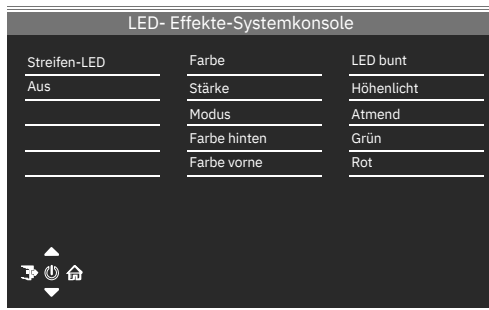 LED- Effekte-Systemkonsole
Streifen-LED Farbe LED bunt
Aus Stärke Höhenlicht
Modus Atmend
Farbe hinten Grün
Farbe vorne Rot